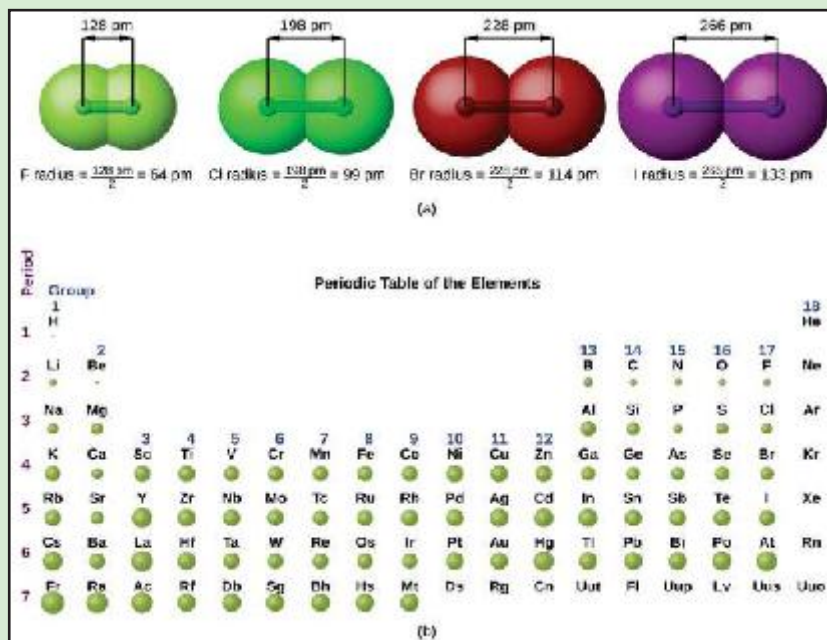 128 pm 198 pm 228 pm 266 pm
F radius = 128 pm / 2 = 64 pm Cl radius = 198 pm / 2 = 99 pm Br radius = 228 pm / 2 = 114 pm I radius = 266 pm / 2 = 133 pm
(a)
Period
Group
Periodic Table of the Elements
1 18
1 H He
2 13 14 15 16 17
2 Li Be B C N O F Ne
3 Na Mg Al Si P S Cl Ar
3 4 5 6 7 8 9 10 11 12
4 K Ca Sc Ti V Cr Mn Fe Co Ni Cu Zn Ga Ge As Se Br Kr
5 Rb Sr Y Zr Nb Mo Tc Ru Rh Pd Ag Cd In Sn Sb Te I Xe
6 Cs Ba La Hf Ta W Re Os Ir Pt Au Hg Tl Pb Bi Po At Rn
7 Fr Ra Ac Rf Db Sg Bh Hs Mt Ds Rg Cn Uut Fl Uup Lv Uus Uuo
(b)